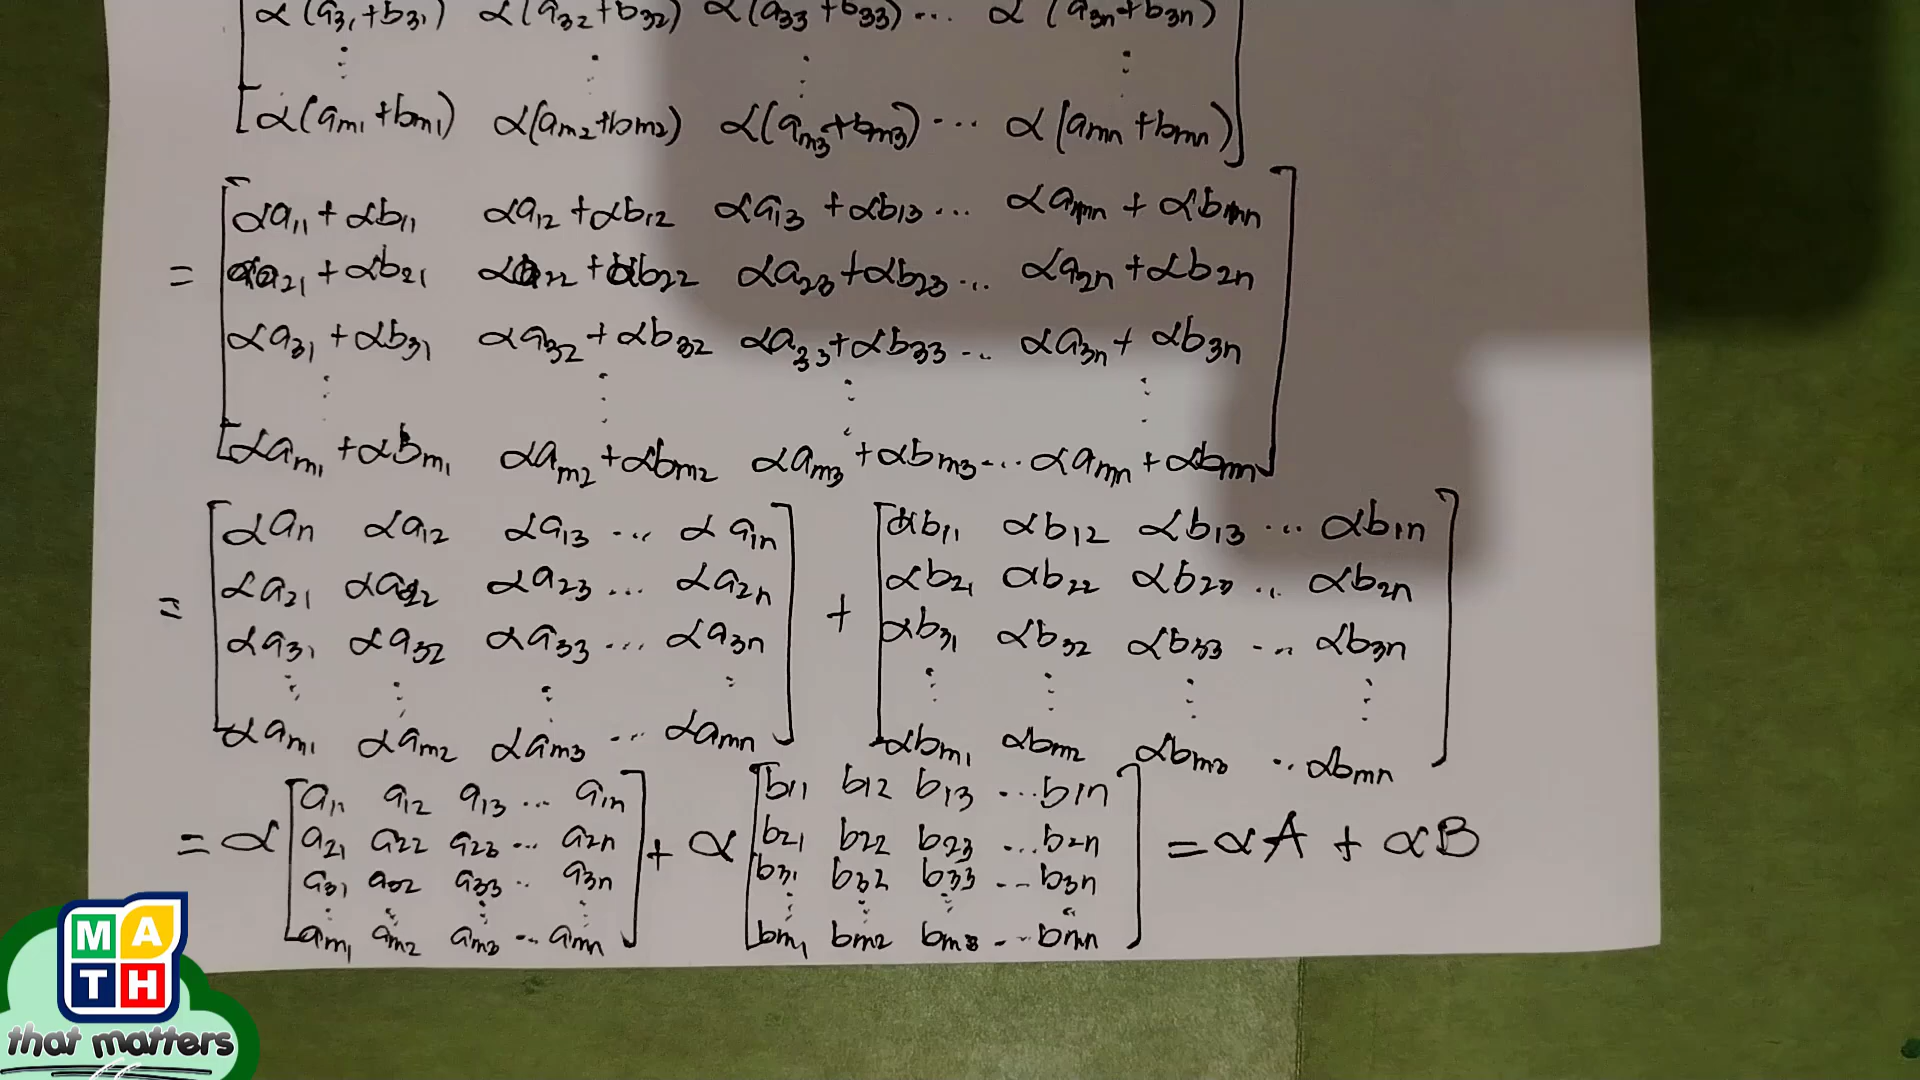 α(a31+b31) α(a32+b32) α(a33+b33)... α(a3n+b3n)
⋮ ⋮ ⋮ ⋮
α(am1+bm1) α(am2+bm2) α(am3+bm3)... α(amn+bmn)
αa11+αb11 αa12+αb12 αa13+αb13... αamn+αbmn
= αa21+αb21 αa22+αb22 αa23+αb23... αa2n+αb2n
αa31+αb31 αa32+αb32 αa33+αb33... αa3n+αb3n
⋮ ⋮ ⋮ ⋮
αam1+αbm1 αam2+αbm2 αam3+αbm3... αamn+αbmn
αa11 αa12 αa13 ... αa1n αb11 αb12 αb13 ... αb1n
αa21 αa22 αa23 ... αa2n αb21 αb22 αb23 ... αb2n
= +
αa31 αa32 αa33 ... αa3n αb31 αb32 αb33 ... αb3n
⋮ ⋮ ⋮ ⋮ ⋮ ⋮ ⋮ ⋮
αam1 αam2 αam3 ... αamn αbm1 αbm2 αbm3 ... αbmn
a11 a12 a13 ... a1n b11 b12 b13 ... b1n
= α a21 a22 a23 ... a2n + α b21 b22 b23 ... b2n = αA + αB
a31 a32 a33 ... a3n b31 b32 b33 ... b3n
⋮ ⋮ ⋮ ⋮ ⋮ ⋮ ⋮ ⋮
am1 am2 am3 ... amn bm1 bm2 bm3 ... bmn
MA
TH
that matters